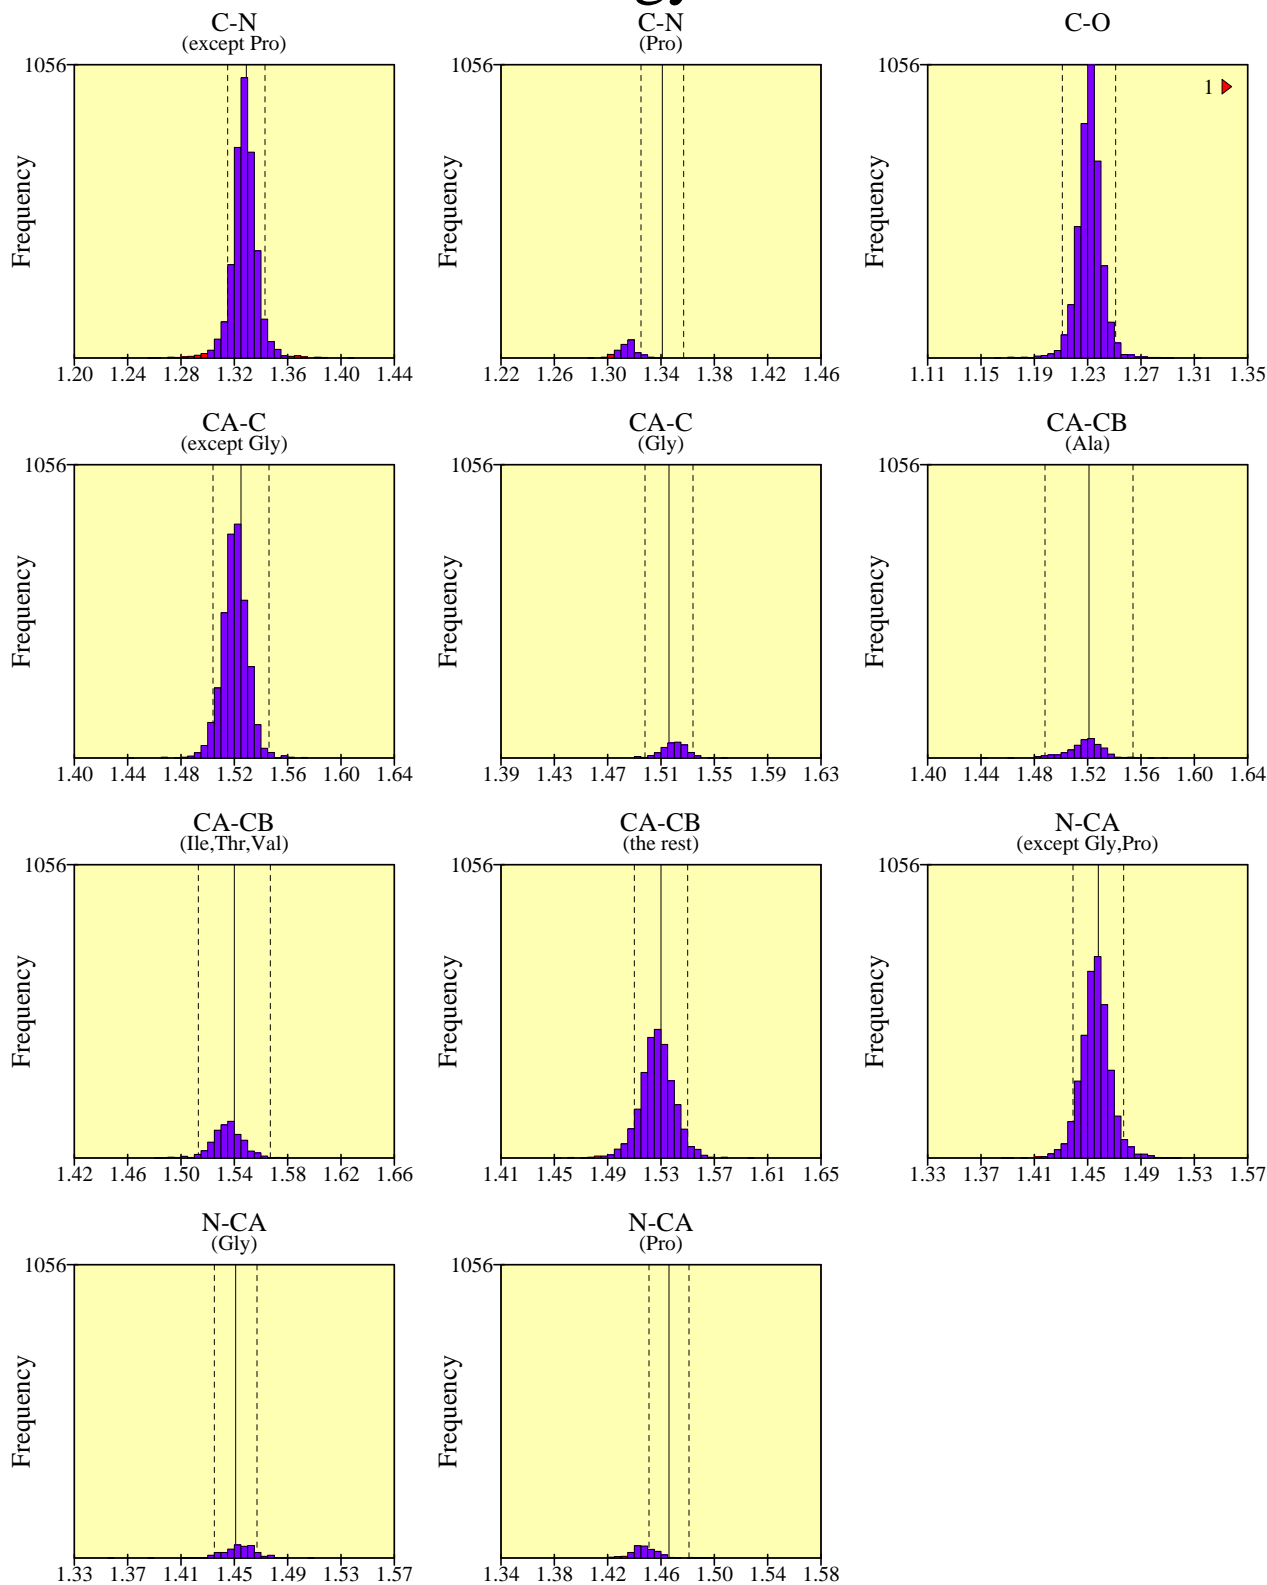 C-N
(except Pro)
1056
Frequency
1.20 1.24 1.28 1.32 1.36 1.40 1.44
C-N
(Pro)
1056
Frequency
1.22 1.26 1.30 1.34 1.38 1.42 1.46
C-O
1056
1
Frequency
1.11 1.15 1.19 1.23 1.27 1.31 1.35
CA-C
(except Gly)
1056
Frequency
1.40 1.44 1.48 1.52 1.56 1.60 1.64
CA-C
(Gly)
1056
Frequency
1.39 1.43 1.47 1.51 1.55 1.59 1.63
CA-CB
(Ala)
1056
Frequency
1.40 1.44 1.48 1.52 1.56 1.60 1.64
CA-CB
(Ile,Thr,Val)
1056
Frequency
1.42 1.46 1.50 1.54 1.58 1.62 1.66
CA-CB
(the rest)
1056
Frequency
1.41 1.45 1.49 1.53 1.57 1.61 1.65
N-CA
(except Gly,Pro)
1056
Frequency
1.33 1.37 1.41 1.45 1.49 1.53 1.57
N-CA
(Gly)
1056
Frequency
1.33 1.37 1.41 1.45 1.49 1.53 1.57
N-CA
(Pro)
1056
Frequency
1.34 1.38 1.42 1.46 1.50 1.54 1.58